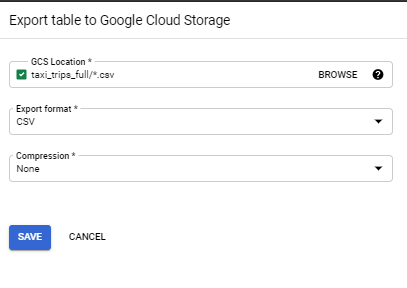 Export table to Google Cloud Storage
GCS Location *
taxi_trips_full/*.csv BROWSE ?
Export format *
CSV
Compression *
None
SAVE CANCEL